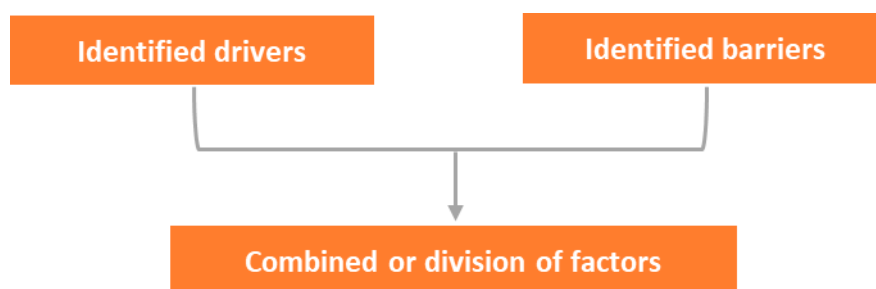 Identified drivers
Identified barriers
Combined or division of factors